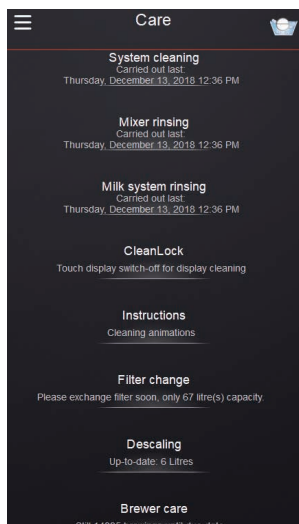 Care
System cleaning
Carried out last:
Thursday, December 13, 2018 12:36 PM
Mixer rinsing
Carried out last:
Thursday, December 13, 2018 12:36 PM
Milk system rinsing
Carried out last:
Thursday, December 13, 2018 12:36 PM
CleanLock
Touch display switch-off for display cleaning
Instructions
Cleaning animations
Filter change
Please exchange filter soon, only 67 litre(s) capacity.
Descaling
Up-to-date: 6 Litres
Brewer care